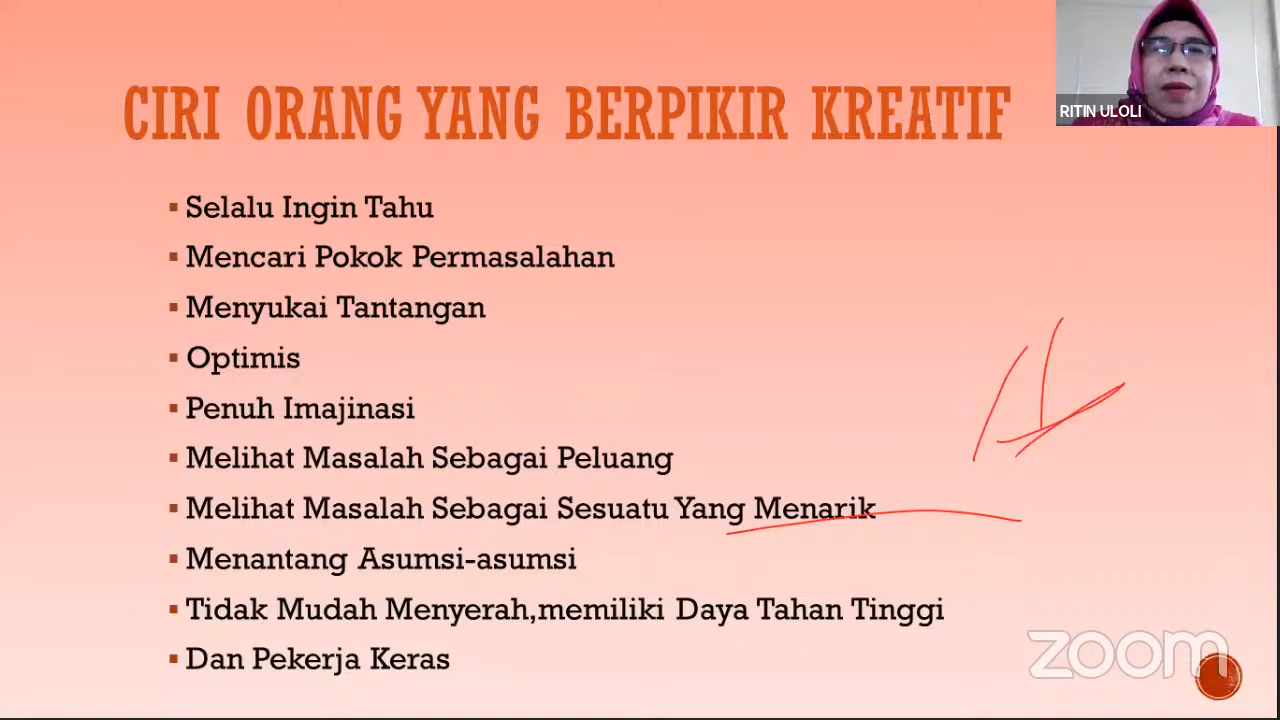 CIRI ORANG YANG BERPIKIR KREATIF
RITIN ULOLI
Selalu Ingin Tahu
Mencari Pokok Permasalahan
Menyukai Tantangan
Optimis
Penuh Imajinasi
Melihat Masalah Sebagai Peluang
Melihat Masalah Sebagai Sesuatu Yang Menarik
Menantang Asumsi-asumsi
Tidak Mudah Menyerah,memiliki Daya Tahan Tinggi
Dan Pekerja Keras
zoom